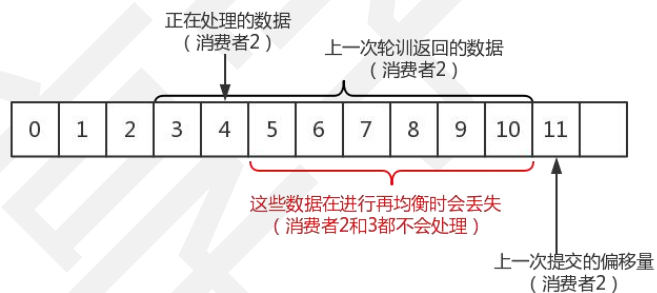 正在处理的数据
（消费者2）
上一次轮训返回的数据
（消费者2）
0 1 2 3 4 5 6 7 8 9 10 11
这些数据在进行再均衡时会丢失
（消费者2和3都不会处理）
上一次提交的偏移量
（消费者2）